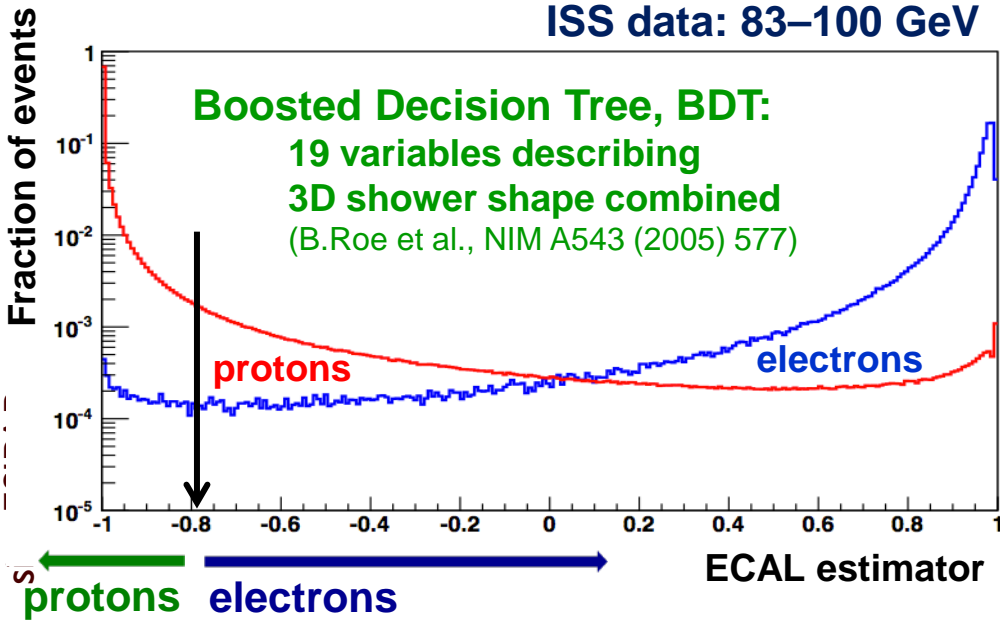 ISS data: 83–100 GeV
Fraction of events
1
10-1
10-2
10-3
10-4
10-5
Boosted Decision Tree, BDT:
19 variables describing
3D shower shape combined
(B.Roe et al., NIM A543 (2005) 577)
protons
electrons
-1 -0.8 -0.6 -0.4 -0.2 0 0.2 0.4 0.6 0.8 1
ECAL estimator
protons electrons